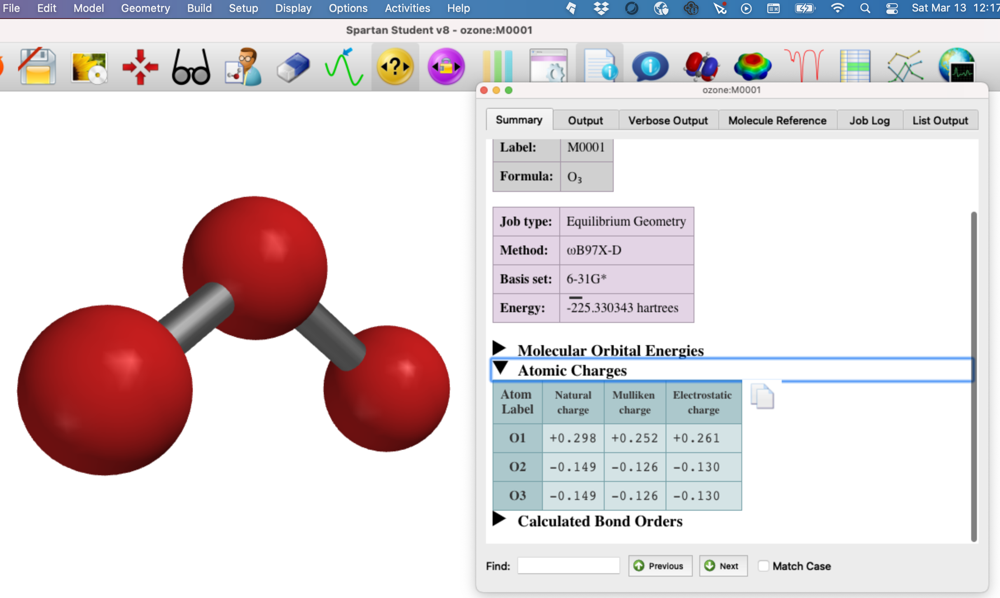 File Edit Model Geometry Build Setup Display Options Activities Help Sat Mar 13 12:17
Spartan Student v8 - ozone:M0001
ozone:M0001
Summary Output Verbose Output Molecule Reference Job Log List Output
Label: M0001
Formula: O₃
Job type: Equilibrium Geometry
Method: ωB97X-D
Basis set: 6-31G*
Energy: -225.330343 hartrees
Molecular Orbital Energies
Atomic Charges
Atom Label Natural charge Mulliken charge Electrostatic charge
O1 +0.298 +0.252 +0.261
O2 -0.149 -0.126 -0.130
O3 -0.149 -0.126 -0.130
Calculated Bond Orders
Find: Previous Next Match Case